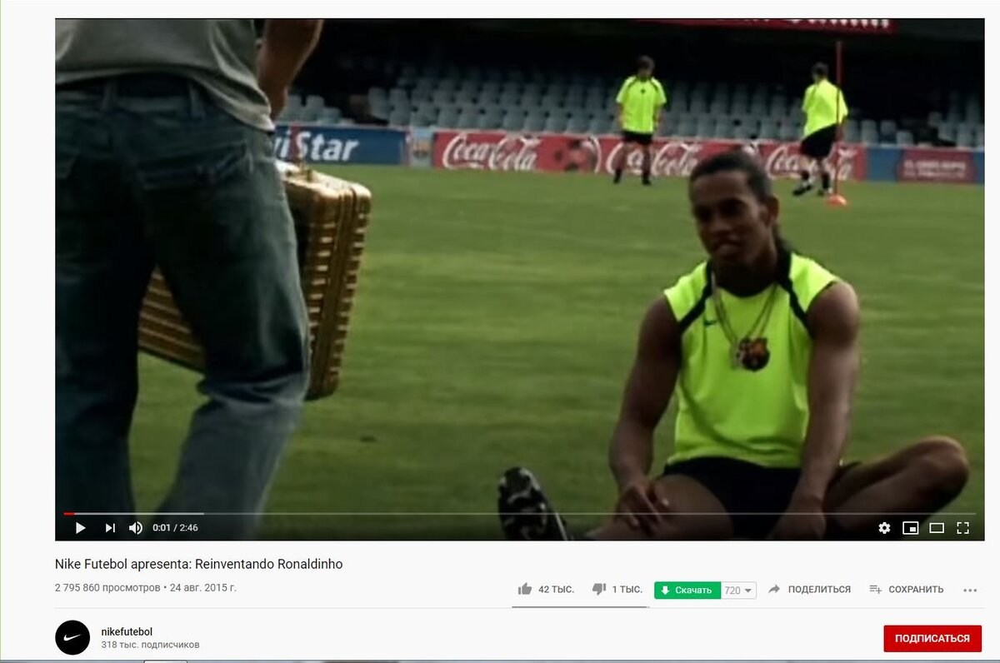 viStar Coca-Cola Coca-Cola Coca-Cola
0:01 / 2:46
Nike Futebol apresenta: Reinventando Ronaldinho
2 795 860 просмотров • 24 авг. 2015 г.
42 ТЫС. 1 ТЫС. Скачать 720 ПОДЕЛИТЬСЯ СОХРАНИТЬ
nikefutebol
318 тыс. подписчиков
ПОДПИСАТЬСЯ